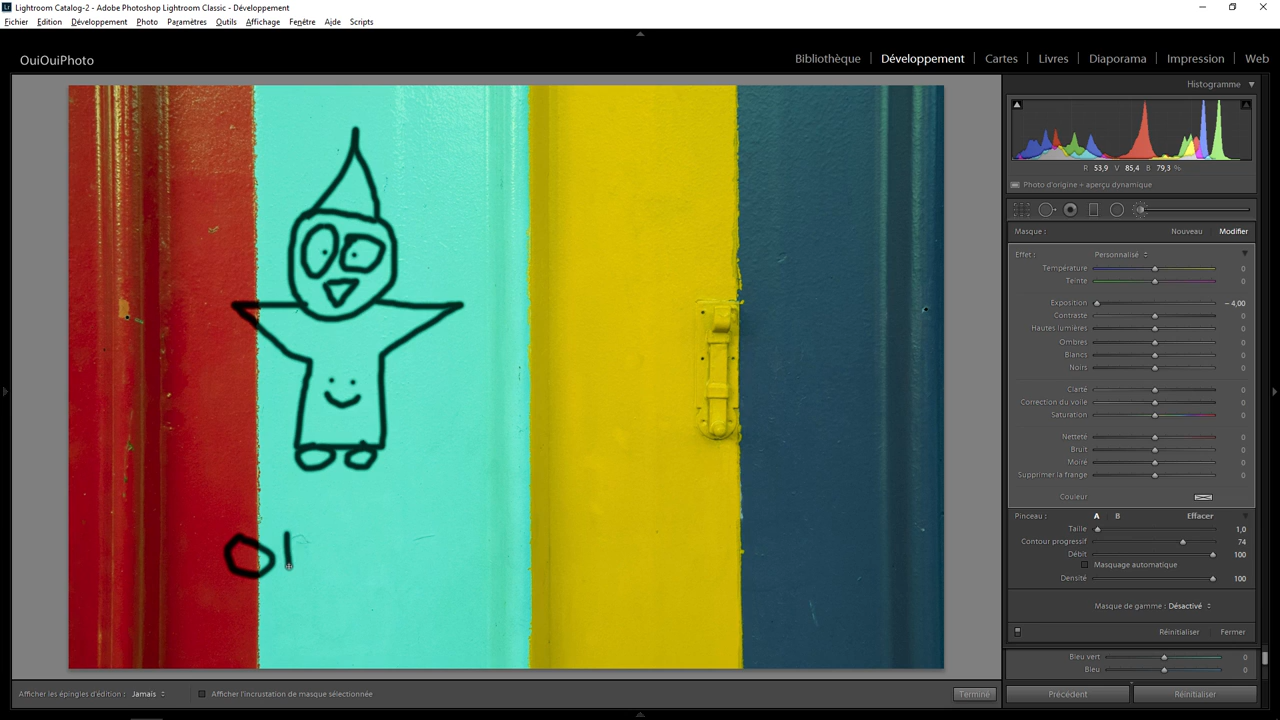 Lr Lightroom Catalog-2 - Adobe Photoshop Lightroom Classic - Développement
Fichier Edition Développement Photo Paramètres Outils Affichage Fenêtre Aide Scripts
OuiOuiPhoto
Bibliothèque | Développement | Cartes | Livres | Diaporama | Impression | Web
Histogramme
R 53,9 V 85,4 B 79,3 %
Photo d'origine + aperçu dynamique
Masque : Nouveau Modifier
Effet : Personnalisé
Température 0
Teinte 0
Exposition – 4,00
Contraste 0
Hautes lumières 0
Ombres 0
Blancs 0
Noirs 0
Clarté 0
Correction du voile 0
Saturation 0
Netteté 0
Bruit 0
Moiré 0
Supprimer la frange 0
Couleur
Pinceau : A B Effacer
Taille 1,0
Contour progressif 74
Débit 100
Masquage automatique
Densité 100
Masque de gamme : Désactivé
Réinitialiser Fermer
Bleu vert 0
Bleu 0
Afficher les épingles d'édition : Jamais Afficher l'incrustation de masque sélectionnée Terminé Précédent Réinitialiser